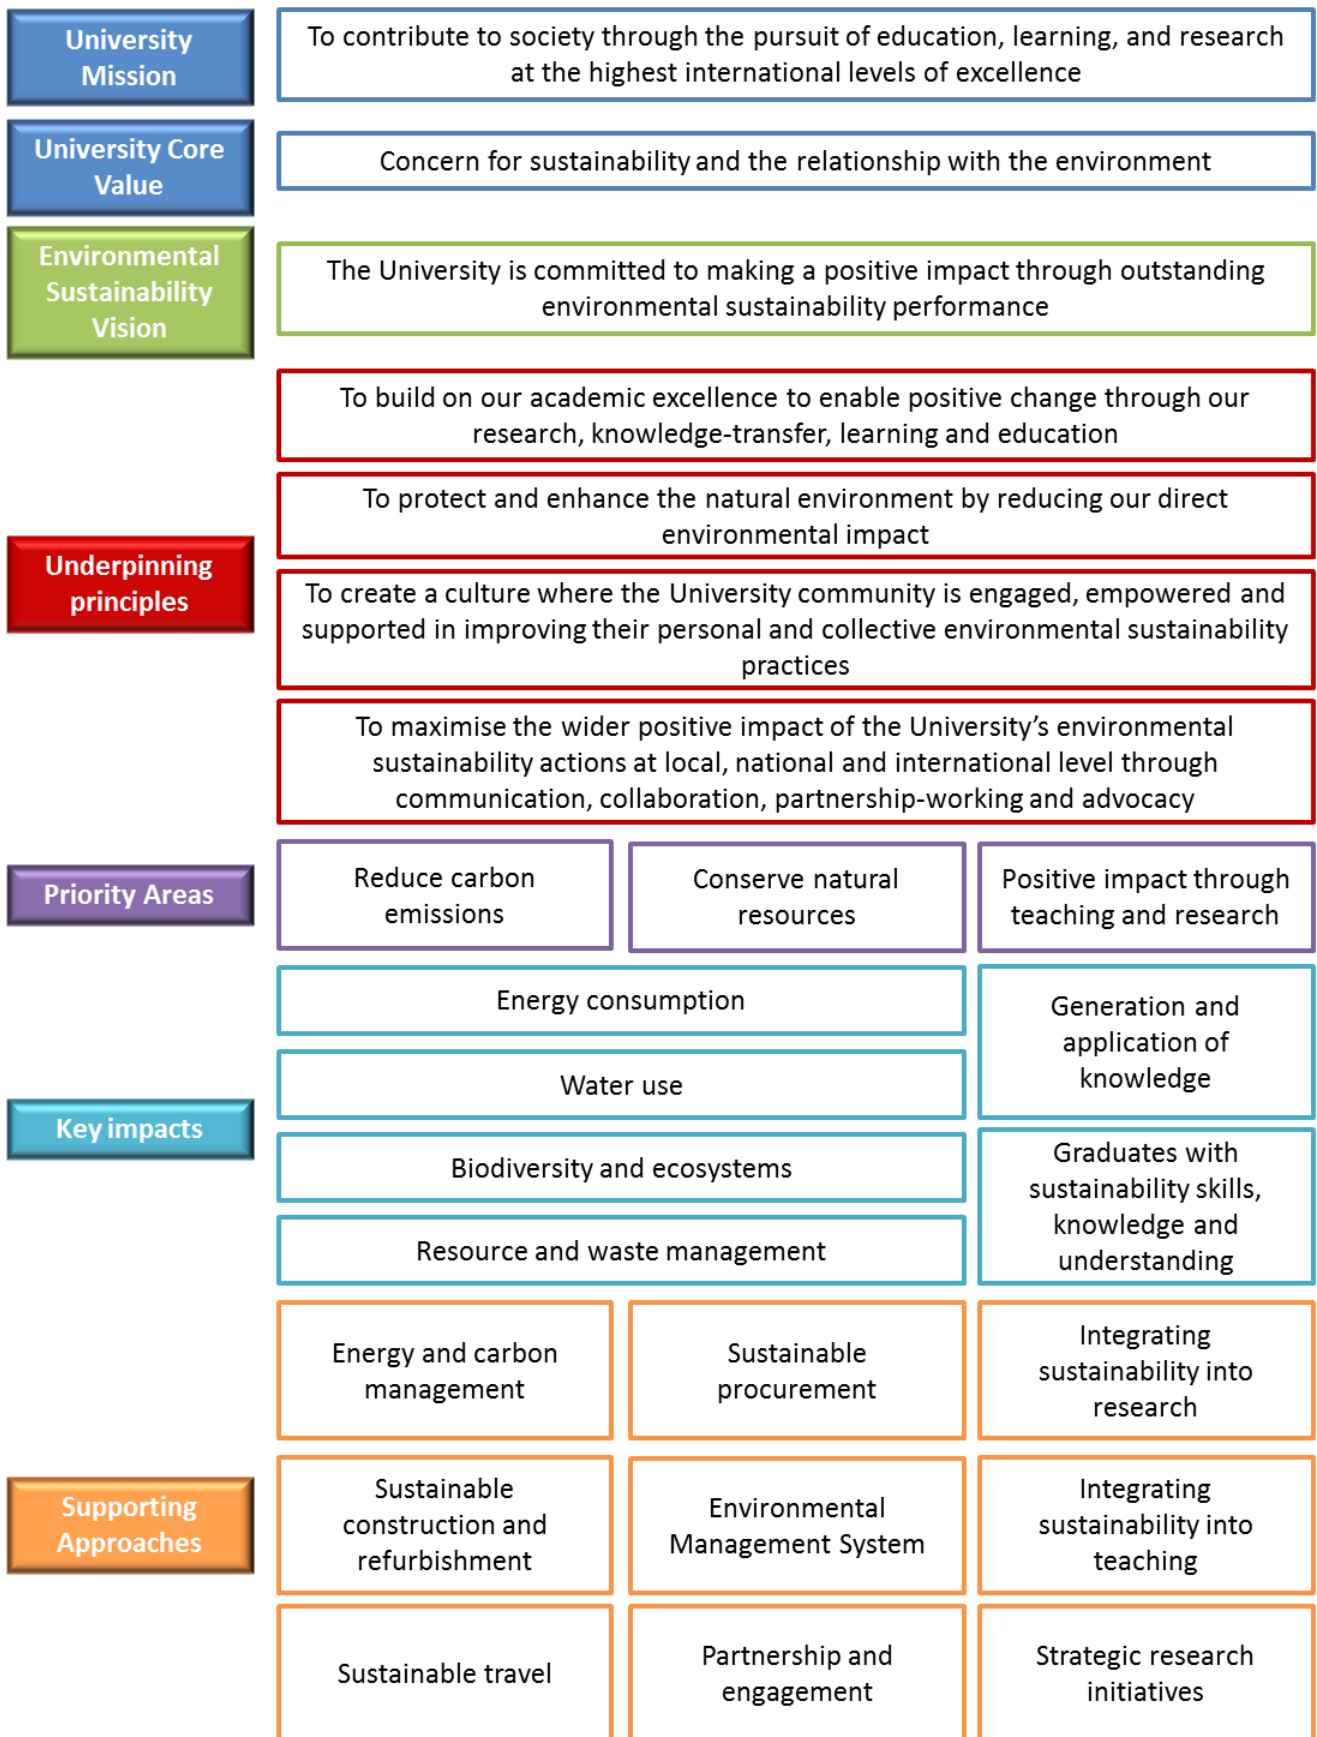 University
Mission
To contribute to society through the pursuit of education, learning, and research
at the highest international levels of excellence
University Core
Value
Concern for sustainability and the relationship with the environment
Environmental
Sustainability
Vision
The University is committed to making a positive impact through outstanding
environmental sustainability performance
Underpinning
principles
To build on our academic excellence to enable positive change through our
research, knowledge-transfer, learning and education
To protect and enhance the natural environment by reducing our direct
environmental impact
To create a culture where the University community is engaged, empowered and
supported in improving their personal and collective environmental sustainability
practices
To maximise the wider positive impact of the University’s environmental
sustainability actions at local, national and international level through
communication, collaboration, partnership-working and advocacy
Priority Areas
Reduce carbon
emissions
Conserve natural
resources
Positive impact through
teaching and research
Key impacts
Energy consumption
Water use
Biodiversity and ecosystems
Resource and waste management
Generation and
application of
knowledge
Graduates with
sustainability skills,
knowledge and
understanding
Supporting
Approaches
Energy and carbon
management
Sustainable
procurement
Integrating
sustainability into
research
Sustainable
construction and
refurbishment
Environmental
Management System
Integrating
sustainability into
teaching
Sustainable travel
Partnership and
engagement
Strategic research
initiatives